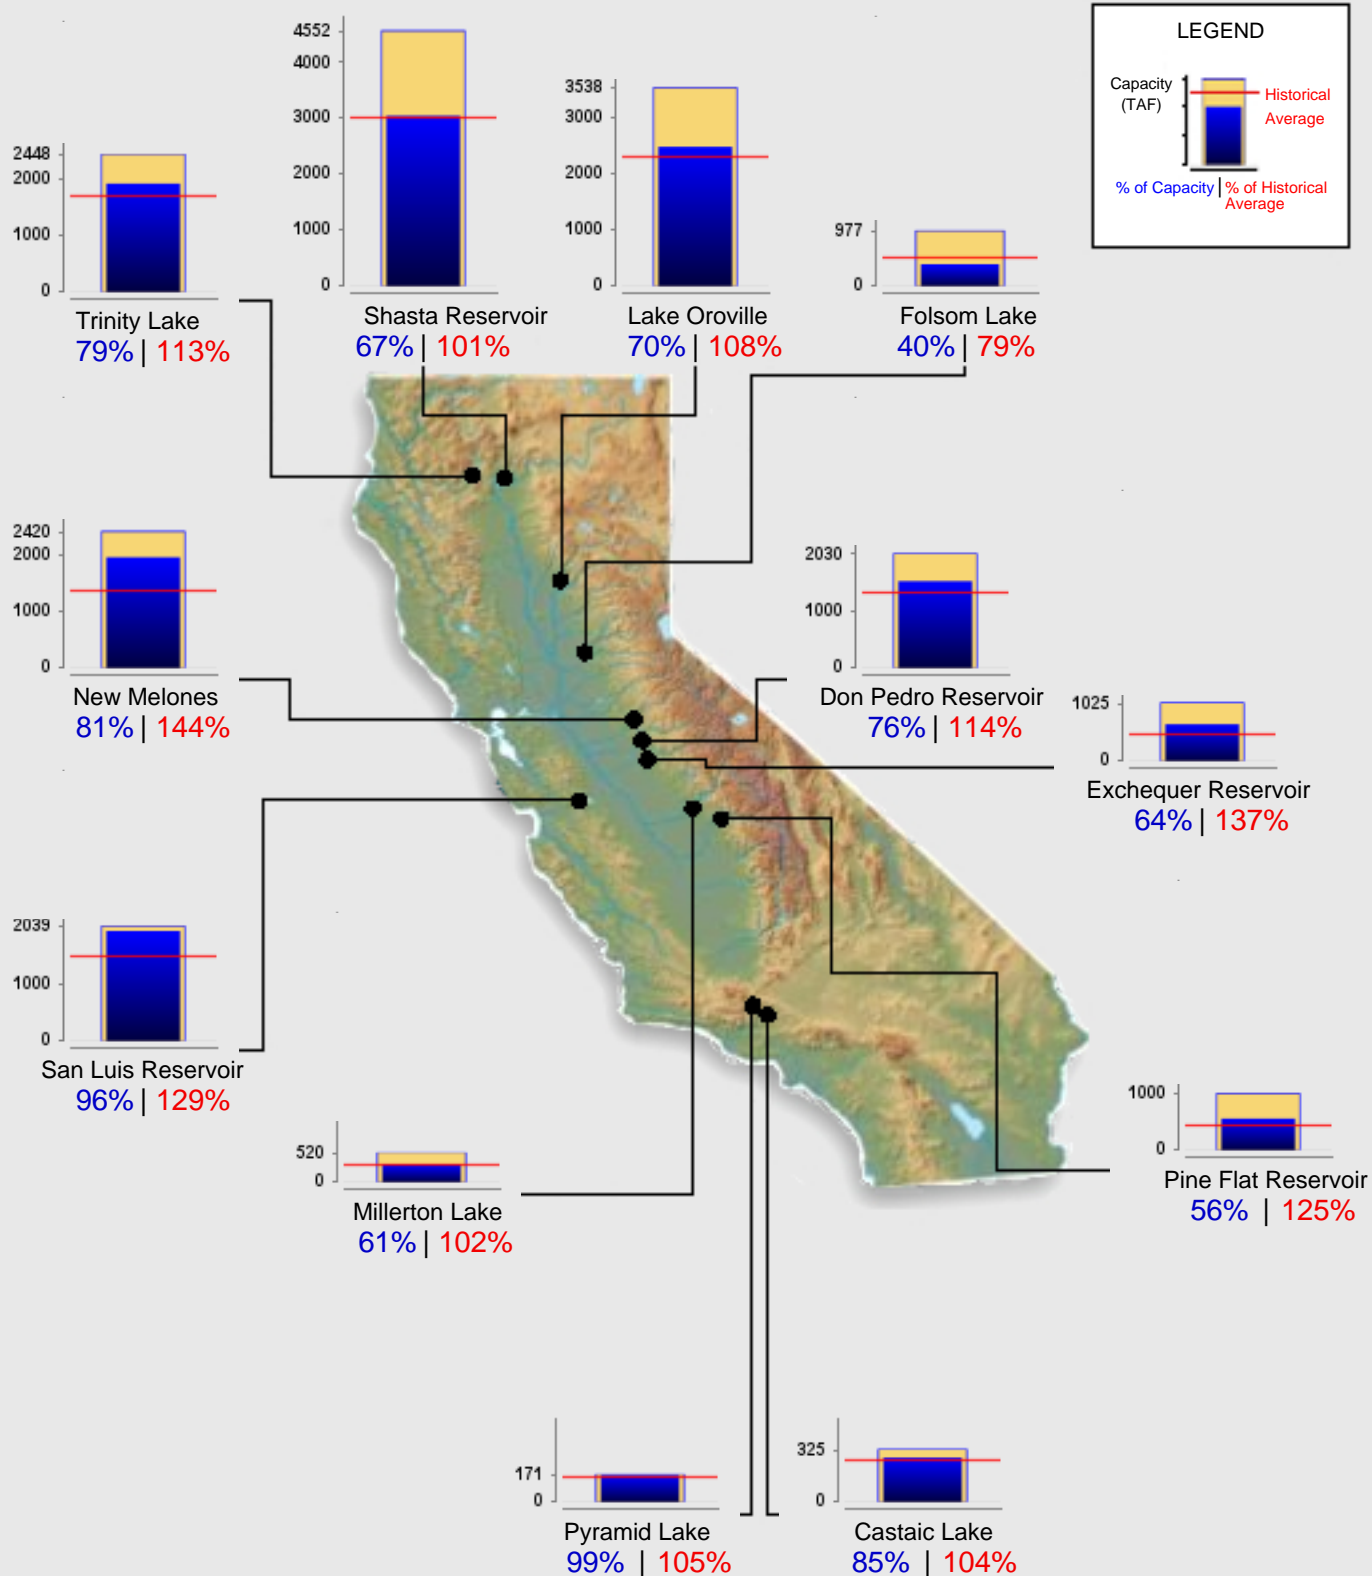 LEGEND
Capacity
(TAF)
Historical
Average
% of Capacity | % of Historical
Average
4552
4000
3000
2000
1000
0
Shasta Reservoir
67% | 101%
3538
3000
2000
1000
0
Lake Oroville
70% | 108%
2448
2000
1000
0
Trinity Lake
79% | 113%
977
0
Folsom Lake
40% | 79%
2420
2000
1000
0
New Melones
81% | 144%
2030
1000
0
Don Pedro Reservoir
76% | 114%
1025
0
Exchequer Reservoir
64% | 137%
2039
1000
0
San Luis Reservoir
96% | 129%
520
0
Millerton Lake
61% | 102%
1000
0
Pine Flat Reservoir
56% | 125%
171
0
Pyramid Lake
99% | 105%
325
0
Castaic Lake
85% | 104%